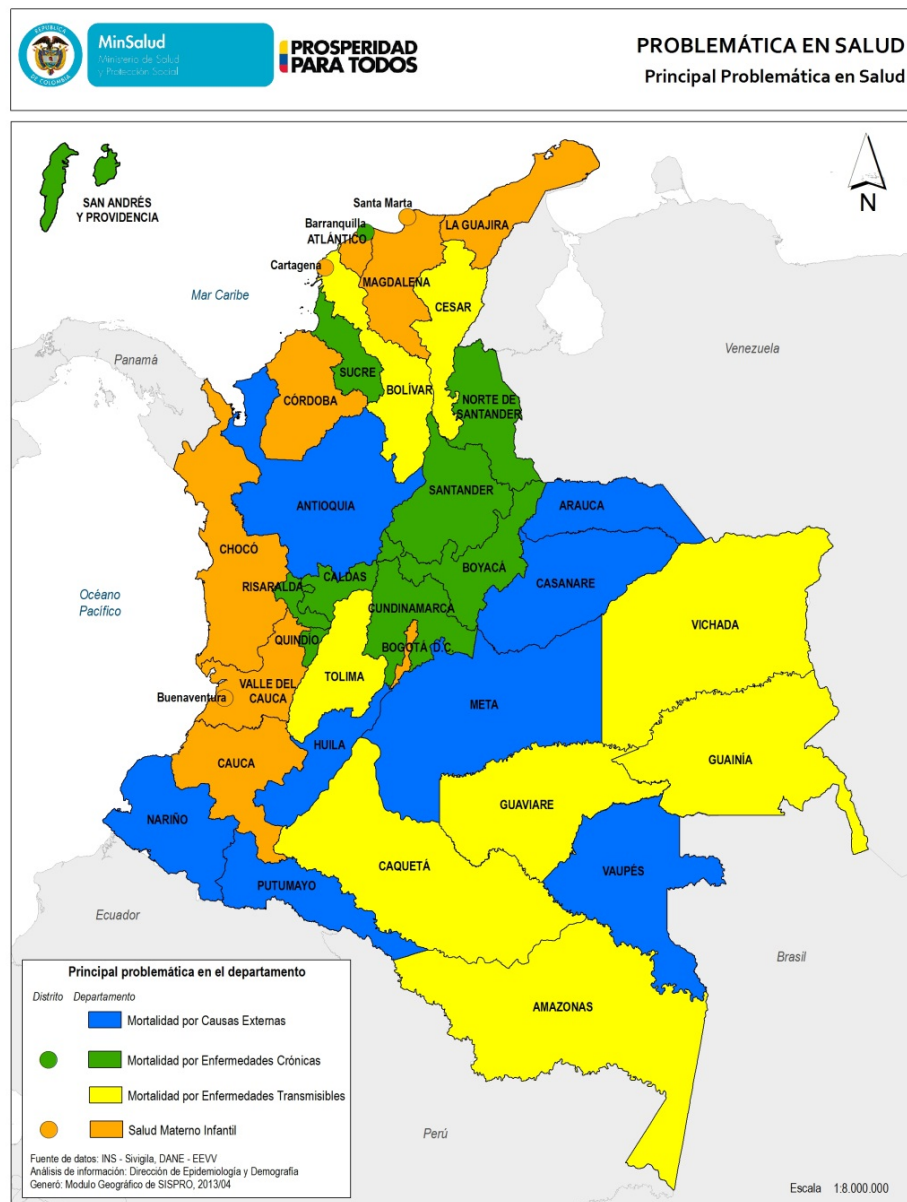 REPÚBLICA
DE COLOMBIA
MinSalud
Ministerio de Salud
y Protección Social
PROSPERIDAD
PARA TODOS
PROBLEMÁTICA EN SALUD
Principal Problemática en Salud
SAN ANDRÉS
Y PROVIDENCIA
N
Santa Marta
Barranquilla
ATLÁNTICO
LA GUAJIRA
Cartagena
MAGDALENA
Mar Caribe
CESAR
Panamà
Venezuela
SUCRE
BOLÍVAR
CÓRDOBA
NORTE DE
SANTANDER
SANTANDER
ANTIOQUIA
ARAUCA
CHOCÓ
BOYACÁ
CASANARE
RISARALDA
CALDAS
Océano
Pacífico
CUNDINAMARCA
VICHADA
QUINDÍO
BOGOTÁ D.C.
TOLIMA
VALLE DEL
CAUCA
Buenaventura
META
HUILA
GUAINÍA
CAUCA
GUAVIARE
NARIÑO
CAQUETÁ
VAUPÉS
PUTUMAYO
Ecuador
Brasil
AMAZONAS
Perú
Principal problemática en el departamento
Distrito Departamento
Mortalidad por Causas Externas
Mortalidad por Enfermedades Crónicas
Mortalidad por Enfermedades Transmisibles
Salud Materno Infantil
Fuente de datos: INS - Sivigila, DANE - EEVV
Análisis de información: Dirección de Epidemiología y Demografía
Generó: Modulo Geográfico de SISPRO, 2013/04
Escala 1:8.000.000